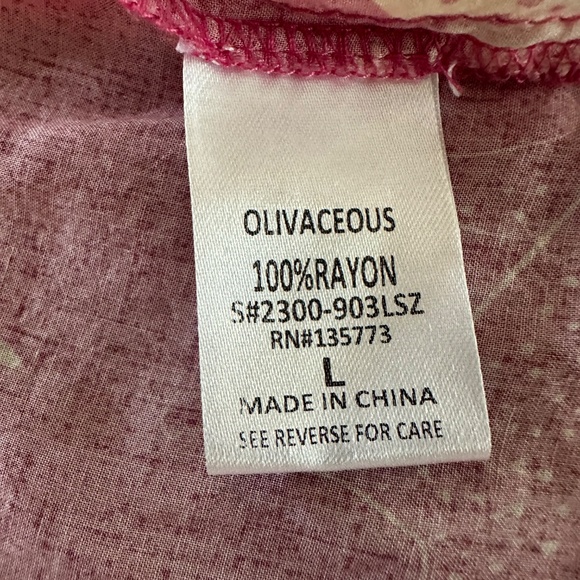 OLIVACEOUS
100%RAYON
S#2300-903LSZ
RN#135773
L
MADE IN CHINA
SEE REVERSE FOR CARE